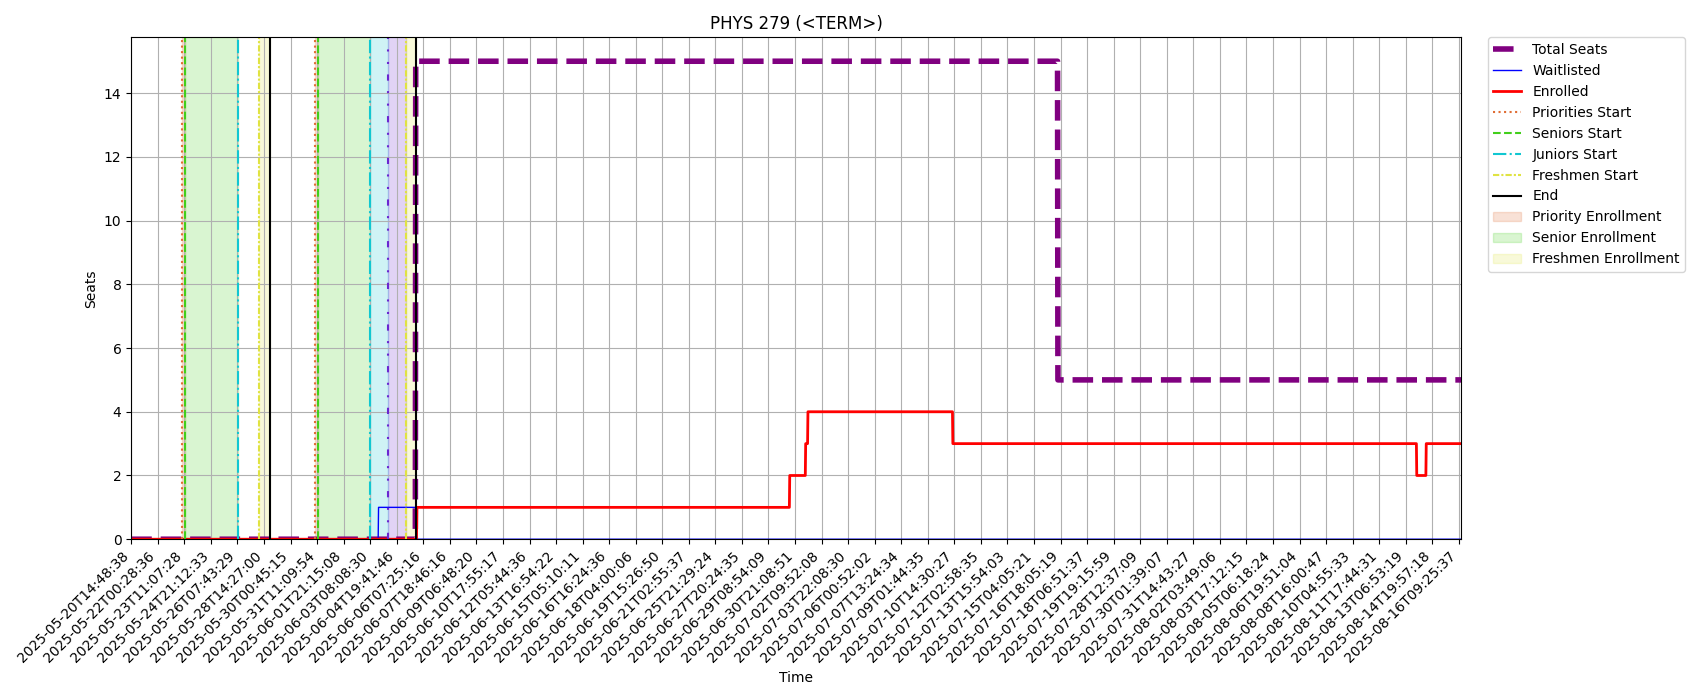 PHYS 279 (<TERM>)
Total Seats
Waitlisted
Enrolled
Priorities Start
Seniors Start
Juniors Start
Freshmen Start
End
Priority Enrollment
Senior Enrollment
Freshmen Enrollment
Seats
14
12
10
8
6
4
2
0
2025-05-20T14:48:38
2025-05-22T00:28:36
2025-05-23T11:07:28
2025-05-24T21:12:33
2025-05-26T07:43:29
2025-05-28T14:27:00
2025-05-30T00:45:15
2025-05-31T11:09:54
2025-06-01T21:15:08
2025-06-03T08:08:30
2025-06-04T19:41:46
2025-06-06T07:25:16
2025-06-07T18:46:16
2025-06-09T06:48:20
2025-06-10T17:55:17
2025-06-12T05:44:36
2025-06-13T16:54:22
2025-06-15T05:10:11
2025-06-16T16:24:36
2025-06-18T04:00:06
2025-06-19T15:26:50
2025-06-21T02:55:37
2025-06-25T21:29:24
2025-06-27T20:24:35
2025-06-29T08:54:09
2025-06-30T21:08:51
2025-07-02T09:52:08
2025-07-03T22:08:30
2025-07-06T00:52:02
2025-07-07T13:24:34
2025-07-09T01:44:35
2025-07-10T14:30:27
2025-07-12T02:58:35
2025-07-13T15:54:03
2025-07-15T04:05:21
2025-07-16T18:05:19
2025-07-18T06:51:37
2025-07-19T19:15:59
2025-07-28T12:37:09
2025-07-30T01:39:07
2025-07-31T14:43:27
2025-08-02T03:49:06
2025-08-03T17:12:15
2025-08-05T06:18:24
2025-08-06T19:51:04
2025-08-08T16:00:47
2025-08-10T04:55:33
2025-08-11T17:44:31
2025-08-13T06:53:19
2025-08-14T19:57:18
2025-08-16T09:25:37
Time